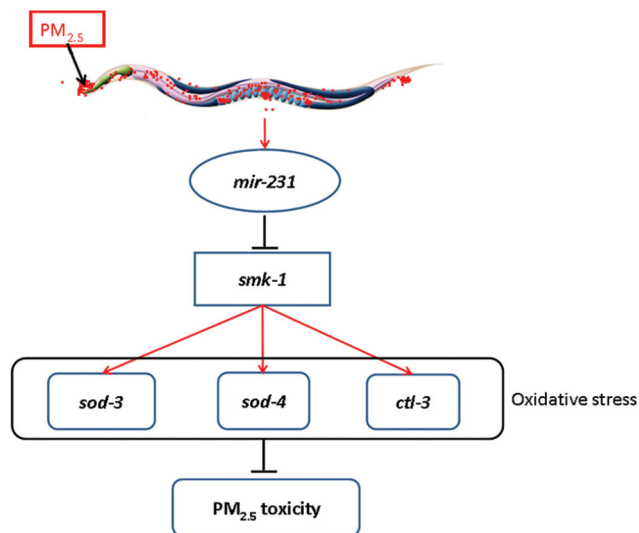 PM2.5
mir-231
smk-1
sod-3 sod-4 ctl-3
Oxidative stress
PM2.5 toxicity